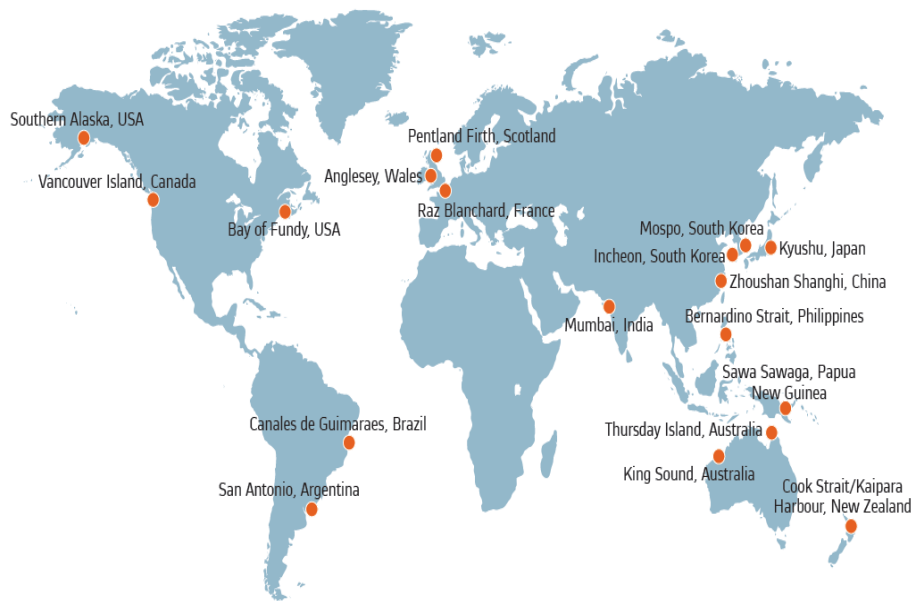 Southern Alaska, USA
Pentland Firth, Scotland
Anglesey, Wales
Vancouver Island, Canada
Raz Blanchard, France
Bay of Fundy, USA
Mospo, South Korea
Kyushu, Japan
Incheon, South Korea
Zhoushan Shanghi, China
Bernardino Strait, Philippines
Mumbai, India
Sawa Sawaga, Papua
New Guinea
Canales de Guimaraes, Brazil
Thursday Island, Australia
King Sound, Australia
San Antonio, Argentina
Cook Strait/Kaipara
Harbour, New Zealand